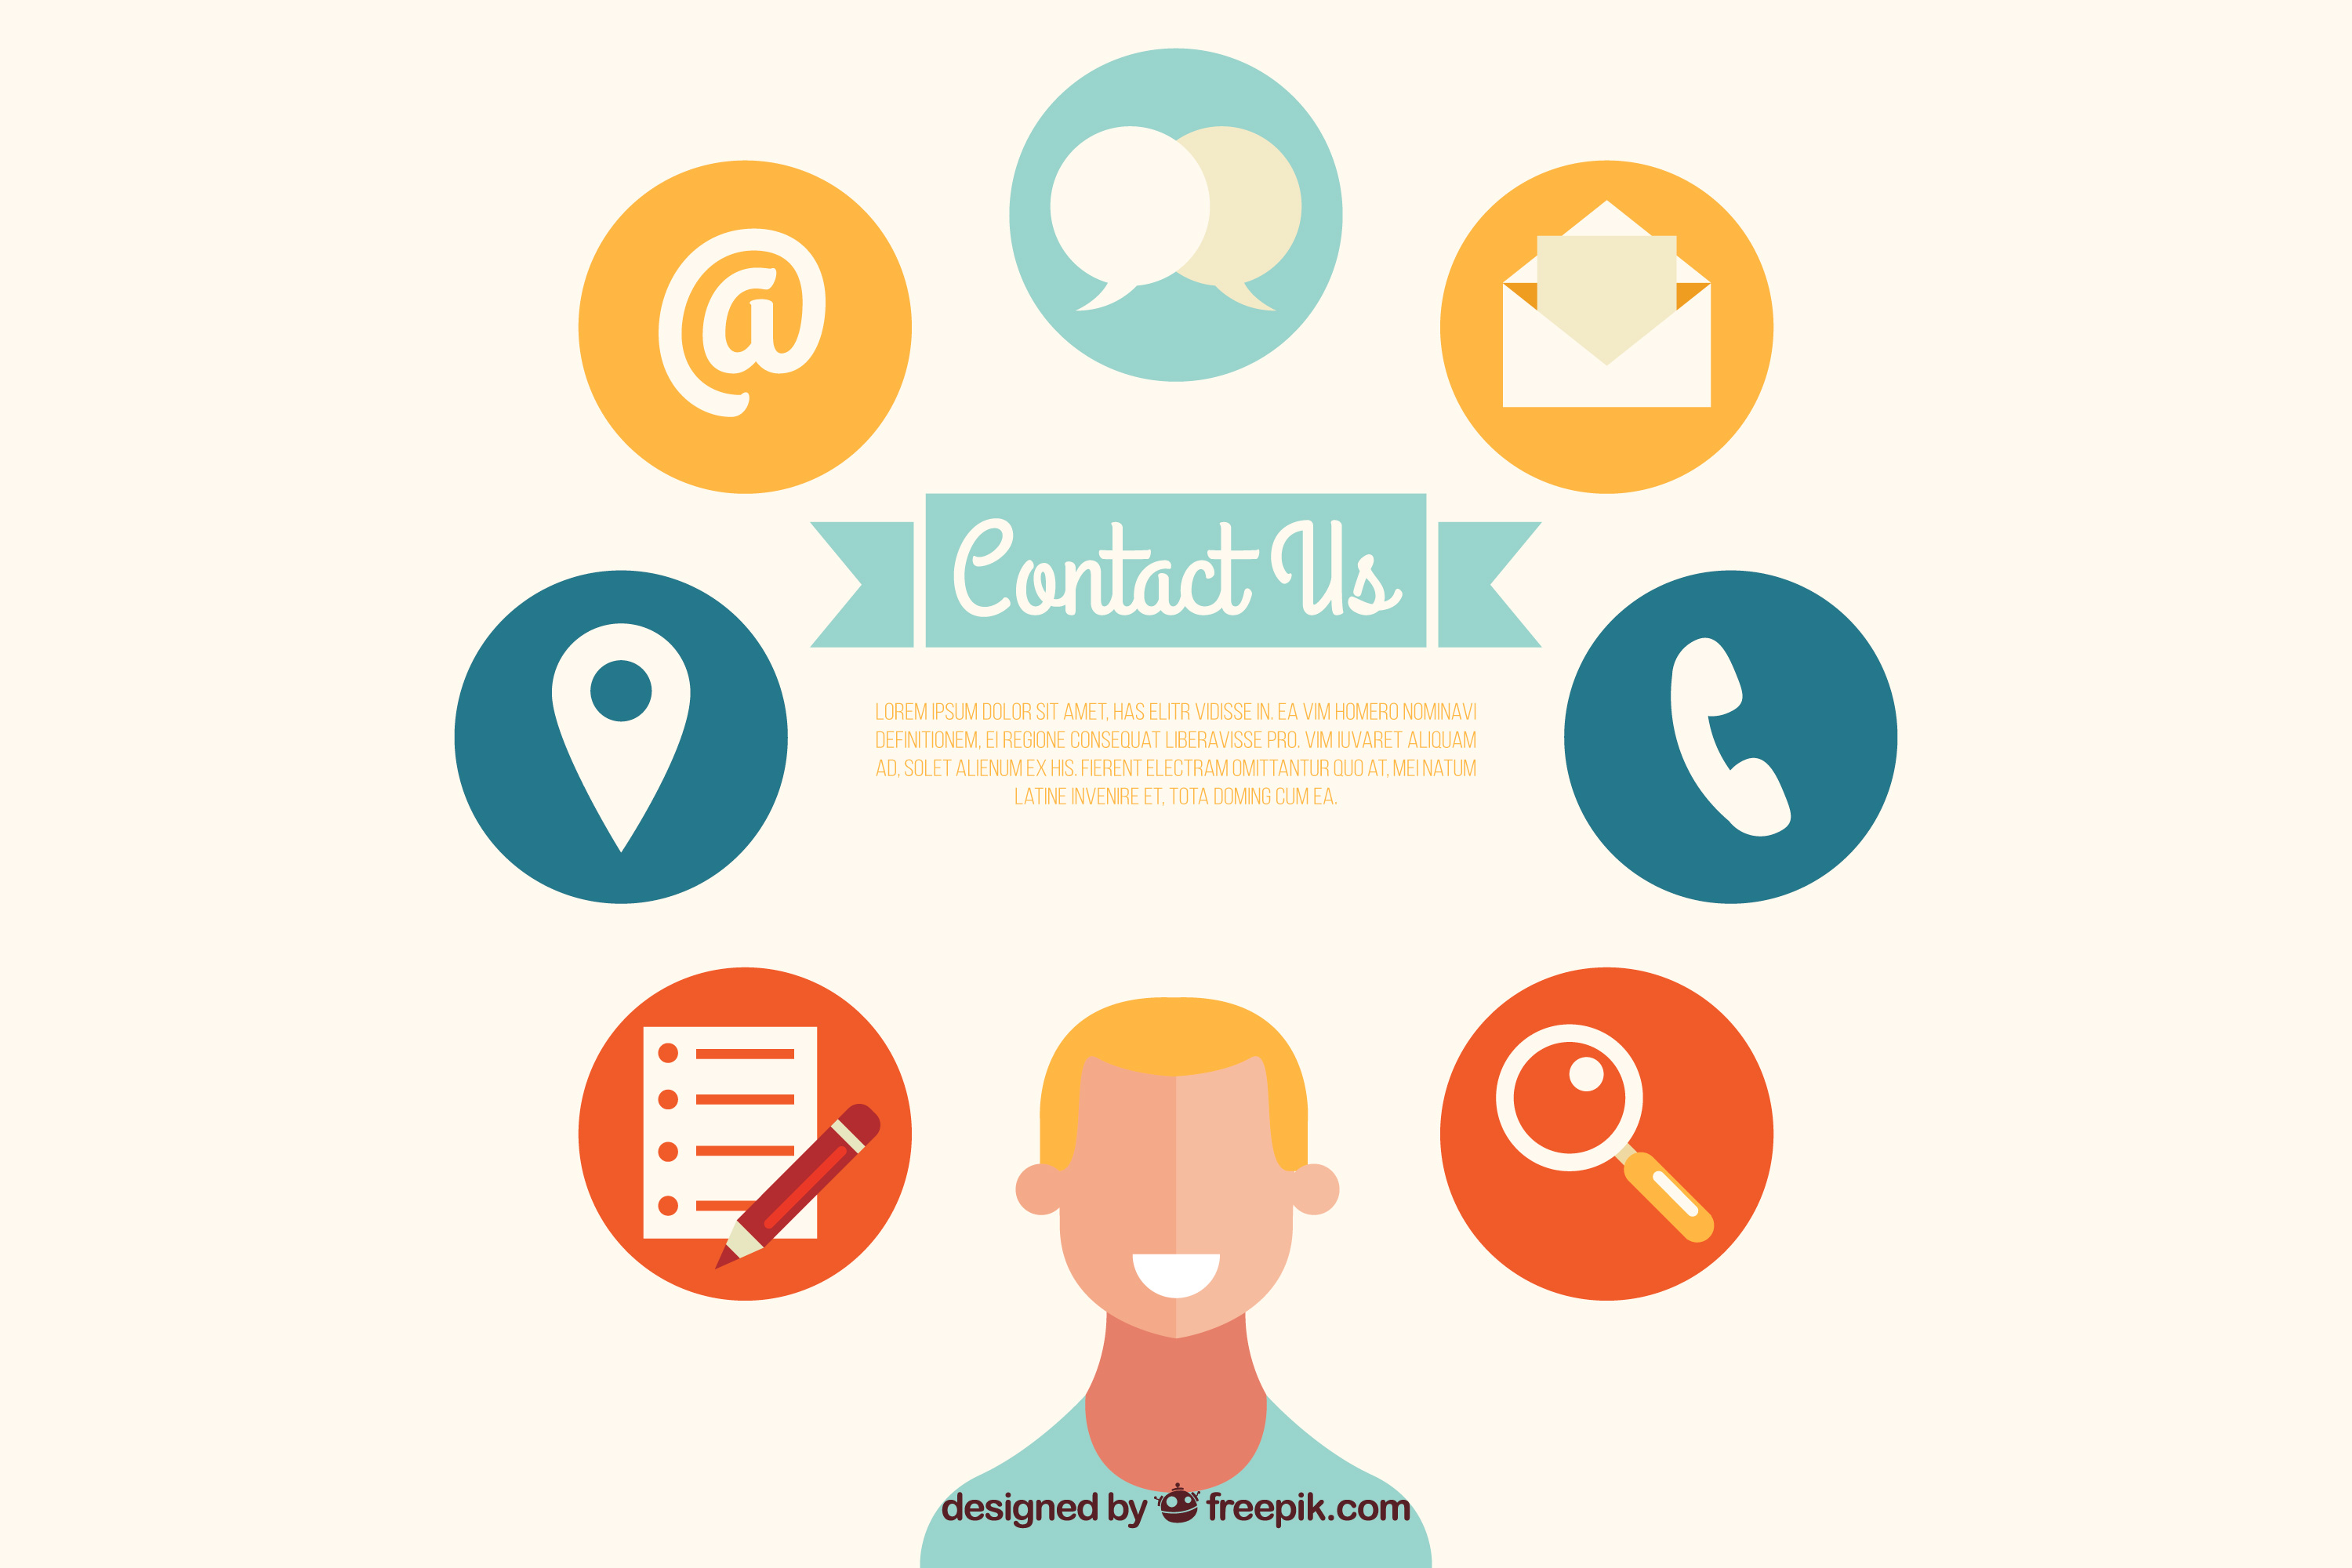 @
Contact Us
LOREM IPSUM DOLOR SIT AMET, HAS ELITR VIDISSE IN. EA VIM HOMERO NOMINAVI
DEFINITIONEM, EI REGIONE CONSEQUAT LIBERAVISSE PRO. VIM IUVARET ALIQUAM
AD, SOLET ALIENUM EX HIS. FIERENT ELECTRAM OMITTANTUR QUO AT, MEI NATUM
LATINE INVENIRE ET, TOTA DOMING CUM EA.
designed by freepik.com